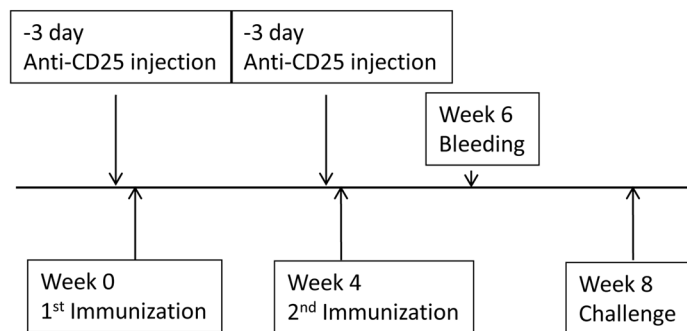 -3 day
Anti-CD25 injection
-3 day
Anti-CD25 injection
Week 6
Bleeding
Week 0
1st Immunization
Week 4
2nd Immunization
Week 8
Challenge